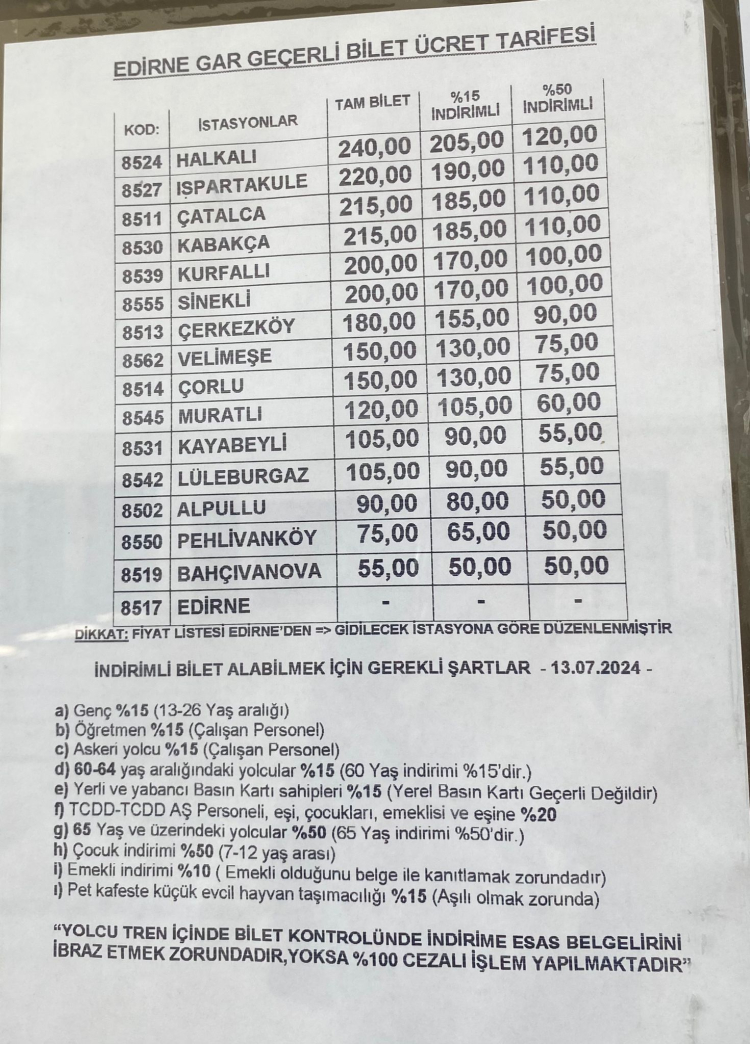 EDİRNE GAR GEÇERLİ BİLET ÜCRET TARİFESİ
KOD: İSTASYONLAR TAM BİLET %15 İNDİRİMLİ %50 İNDİRİMLİ
8524 HALKALI 240,00 205,00 120,00
8527 ISPARTAKULE 220,00 190,00 110,00
8511 ÇATALCA 215,00 185,00 110,00
8530 KABAKÇA 215,00 185,00 110,00
8539 KURFALLI 200,00 170,00 100,00
8555 SİNEKLİ 200,00 170,00 100,00
8513 ÇERKEZKÖY 180,00 155,00 90,00
8562 VELİMEŞE 150,00 130,00 75,00
8514 ÇORLU 150,00 130,00 75,00
8545 MURATLI 120,00 105,00 60,00
8531 KAYABEYLİ 105,00 90,00 55,00
8542 LÜLEBURGAZ 105,00 90,00 55,00
8502 ALPULLU 90,00 80,00 50,00
8550 PEHLİVANKÖY 75,00 65,00 50,00
8519 BAHÇIVANOVA 55,00 50,00 50,00
8517 EDİRNE - - -
DİKKAT: FİYAT LİSTESİ EDİRNE'DEN => GİDİLECEK İSTASYONA GÖRE DÜZENLENMİŞTİR
İNDİRİMLİ BİLET ALABİLMEK İÇİN GEREKLİ ŞARTLAR - 13.07.2024 -
a) Genç %15 (13-26 Yaş aralığı)
b) Öğretmen %15 (Çalışan Personel)
c) Askeri yolcu %15 (Çalışan Personel)
d) 60-64 yaş aralığındaki yolcular %15 (60 Yaş indirimi %15'dir.)
e) Yerli ve yabancı Basın Kartı sahipleri %15 (Yerel Basın Kartı Geçerli Değildir)
f) TCDD-TCDD AŞ Personeli, eşi, çocukları, emeklisi ve eşine %20
g) 65 Yaş ve üzerindeki yolcular %50 (65 Yaş indirimi %50'dir.)
h) Çocuk indirimi %50 (7-12 yaş arası)
i) Emekli indirimi %10 ( Emekli olduğunu belge ile kanıtlamak zorundadır)
ı) Pet kafeste küçük evcil hayvan taşımacılığı %15 (Aşılı olmak zorunda)
“YOLCU TREN İÇİNDE BİLET KONTROLÜNDE İNDİRİME ESAS BELGELİRİNİ
İBRAZ ETMEK ZORUNDADIR,YOKSA %100 CEZALI İŞLEM YAPILMAKTADIR”